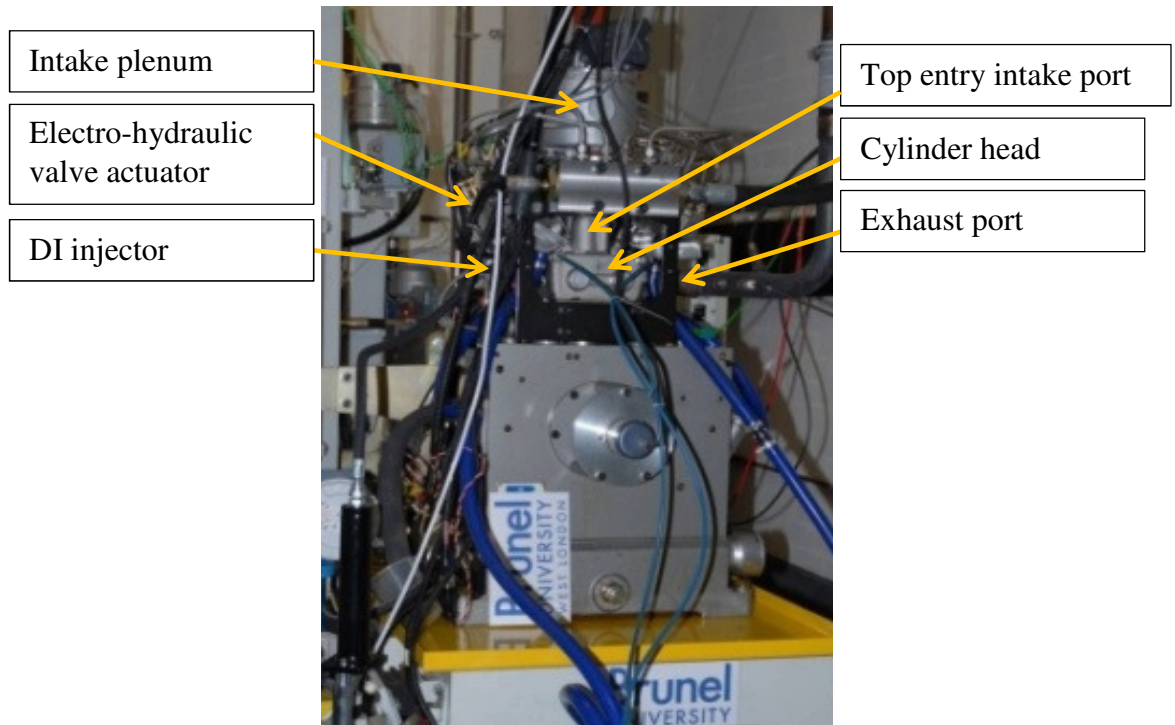 Intake plenum
Electro-hydraulic
valve actuator
DI injector
Top entry intake port
Cylinder head
Exhaust port
Brunel
UNIVERSITY
WEST LONDON
Brunel
UNIVERSITY